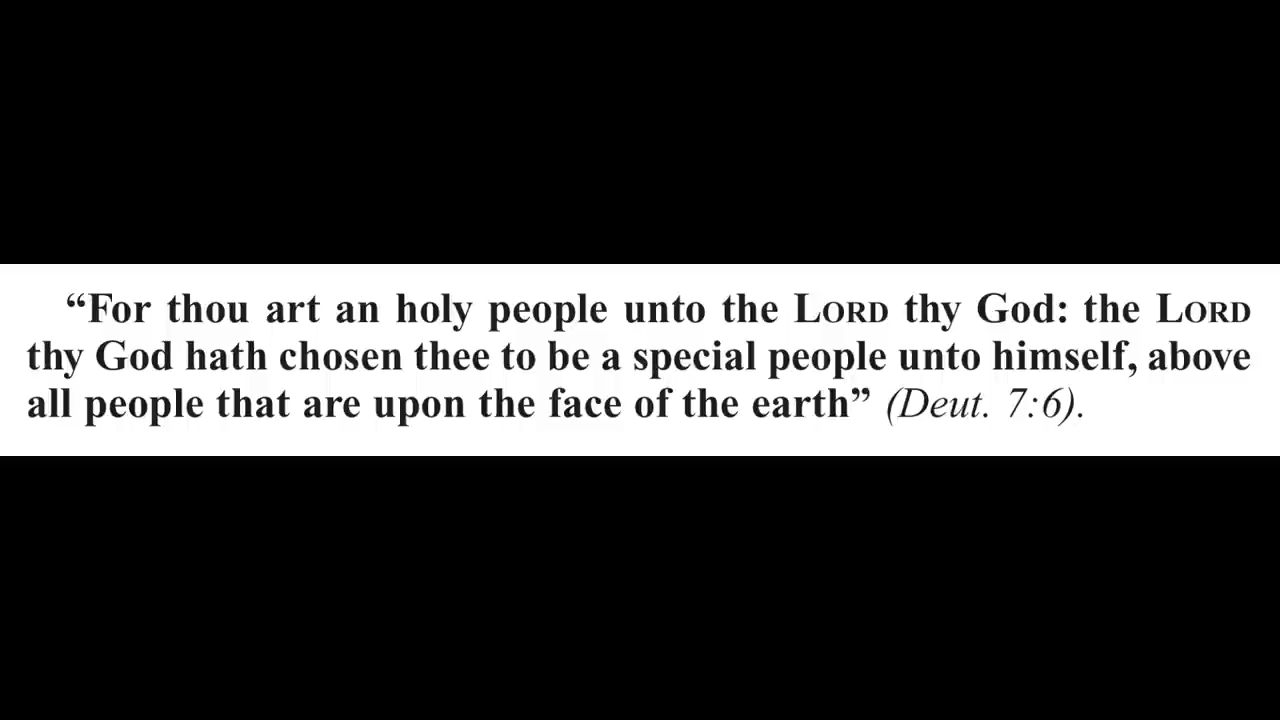 “For thou art an holy people unto the LORD thy God: the LORD
thy God hath chosen thee to be a special people unto himself, above
all people that are upon the face of the earth” (Deut. 7:6).